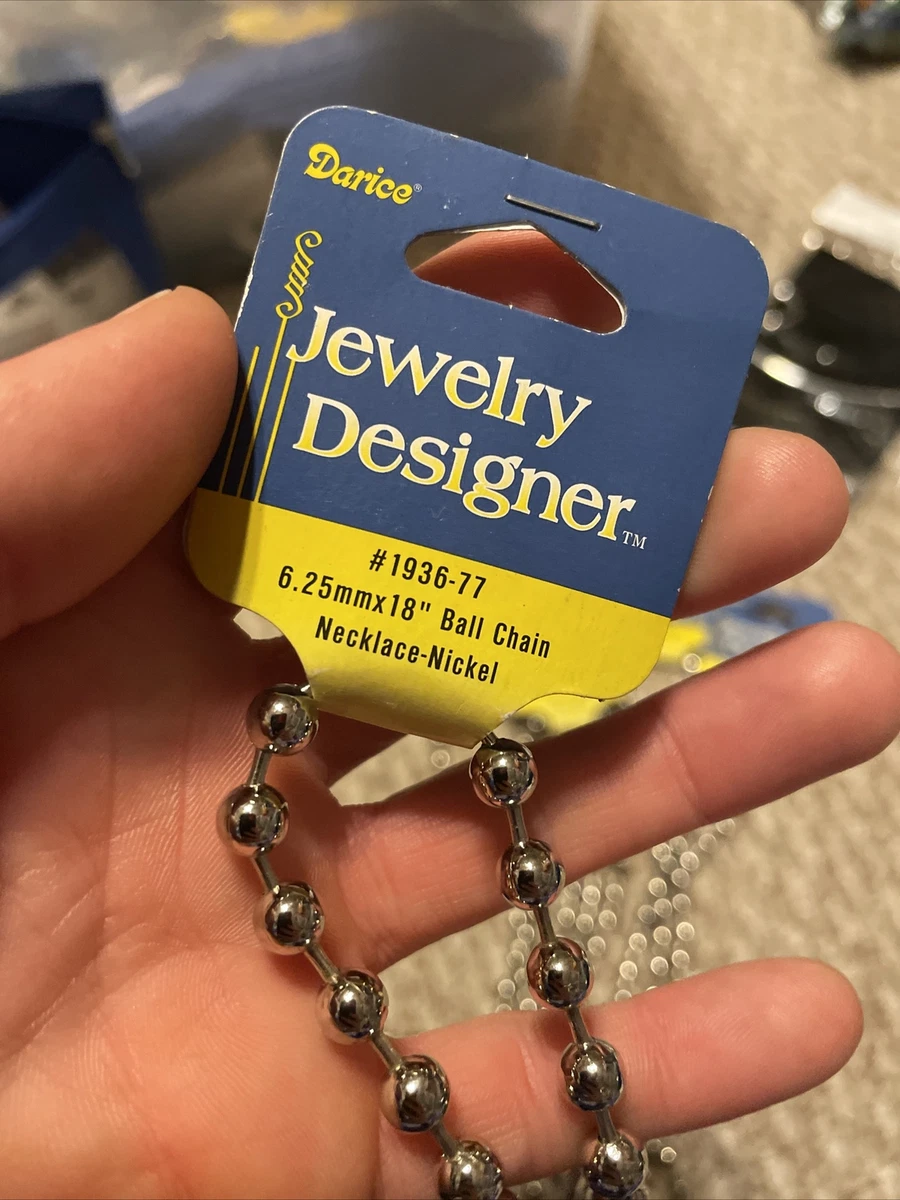 Darice®
Jewelry
Designer™
#1936-77
6.25mmx18" Ball Chain
Necklace-Nickel